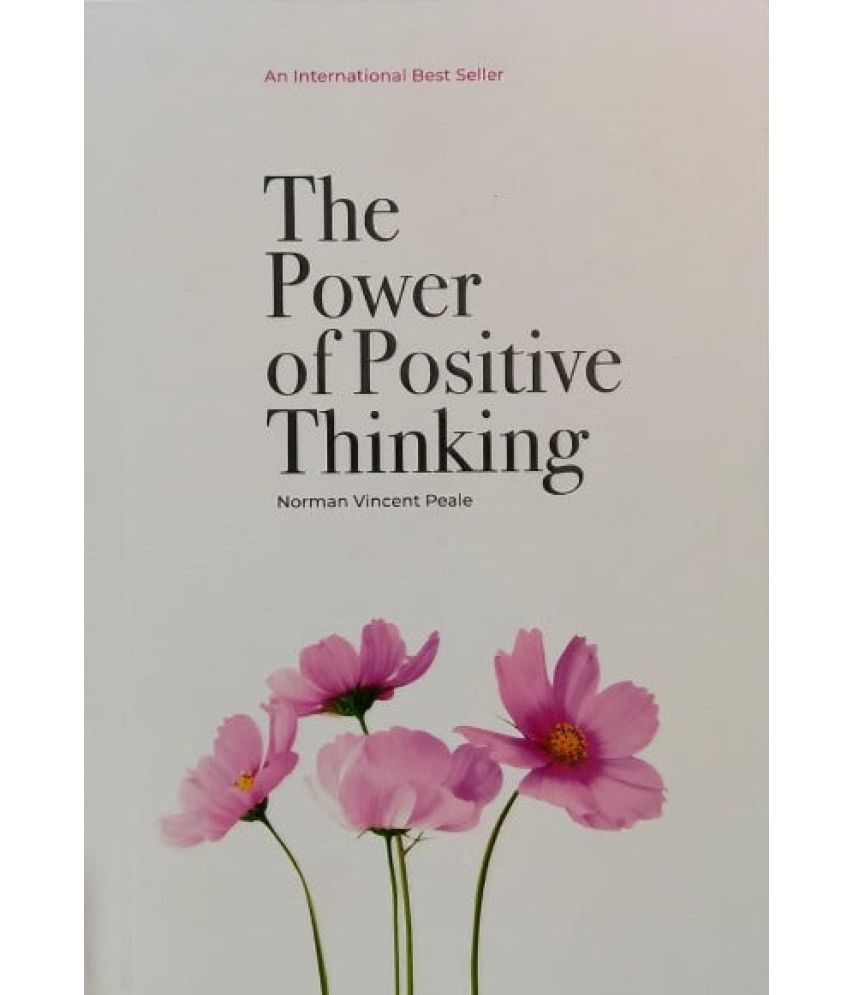 An International Best Seller
The
Power
of Positive
Thinking
Norman Vincent Peale